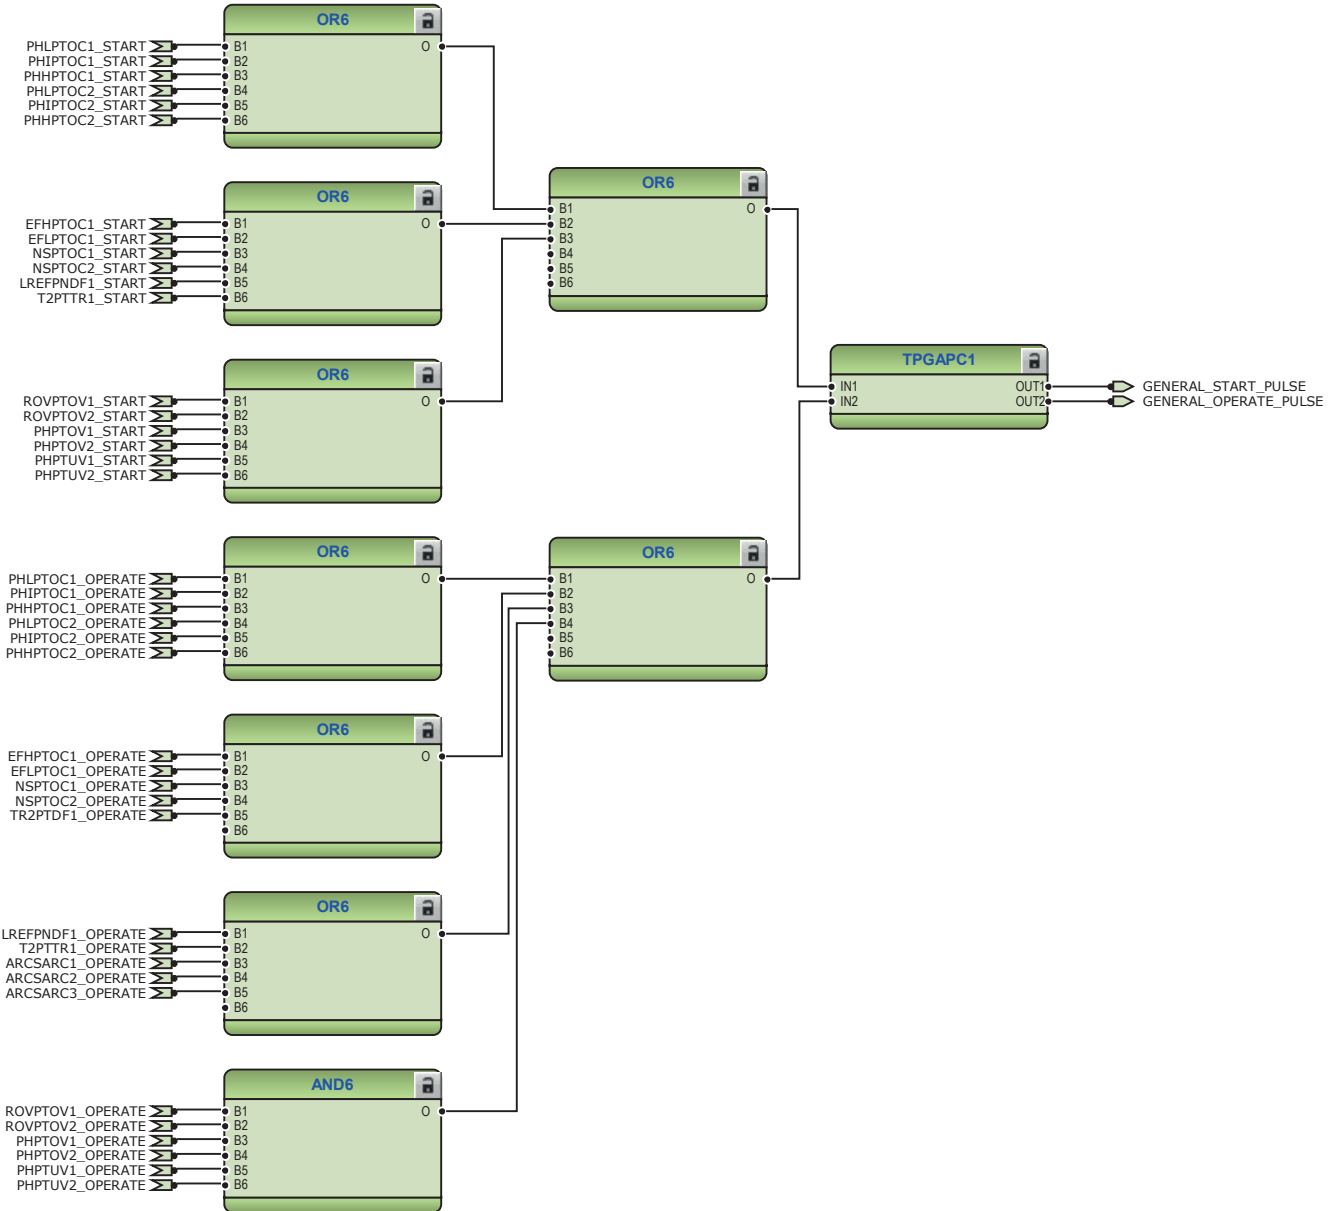 OR6
PHLPTOC1_START B1 O
PHIPTOC1_START B2
PHHPTOC1_START B3
PHLPTOC2_START B4
PHIPTOC2_START B5
PHHPTOC2_START B6
OR6
B1 O
B2
B3
B4
B5
B6
OR6
EFHPTOC1_START B1 O
EFLPTOC1_START B2
NSPTOC1_START B3
NSPTOC2_START B4
LREFPNDF1_START B5
T2PTTR1_START B6
TPGAPC1
IN1 OUT1 GENERAL_START_PULSE
IN2 OUT2 GENERAL_OPERATE_PULSE
OR6
ROVPTOV1_START B1 O
ROVPTOV2_START B2
PHPTOV1_START B3
PHPTOV2_START B4
PHPTUV1_START B5
PHPTUV2_START B6
OR6
PHLPTOC1_OPERATE B1 O
PHIPTOC1_OPERATE B2
PHHPTOC1_OPERATE B3
PHLPTOC2_OPERATE B4
PHIPTOC2_OPERATE B5
PHHPTOC2_OPERATE B6
OR6
B1 O
B2
B3
B4
B5
B6
OR6
EFHPTOC1_OPERATE B1 O
EFLPTOC1_OPERATE B2
NSPTOC1_OPERATE B3
NSPTOC2_OPERATE B4
TR2PTDF1_OPERATE B5
B6
OR6
LREFPNDF1_OPERATE B1 O
T2PTTR1_OPERATE B2
ARCSARC1_OPERATE B3
ARCSARC2_OPERATE B4
ARCSARC3_OPERATE B5
B6
AND6
ROVPTOV1_OPERATE B1 O
ROVPTOV2_OPERATE B2
PHPTOV1_OPERATE B3
PHPTOV2_OPERATE B4
PHPTUV1_OPERATE B5
PHPTUV2_OPERATE B6